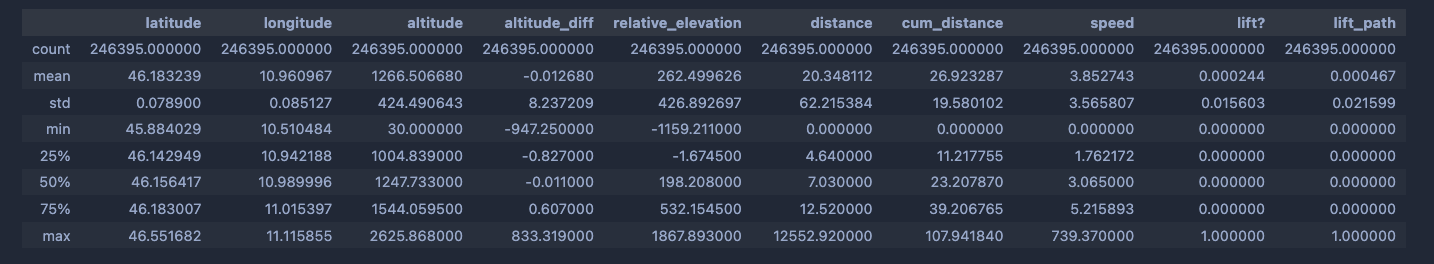 latitude longitude altitude altitude_diff relative_elevation distance cum_distance speed lift? lift_path
count 246395.000000 246395.000000 246395.000000 246395.000000 246395.000000 246395.000000 246395.000000 246395.000000 246395.000000 246395.000000
mean 46.183239 10.960967 1266.506680 -0.012680 262.499626 20.348112 26.923287 3.852743 0.000244 0.000467
std 0.078900 0.085127 424.490643 8.237209 426.892697 62.215384 19.580102 3.565807 0.015603 0.021599
min 45.884029 10.510484 30.000000 -947.250000 -1159.211000 0.000000 0.000000 0.000000 0.000000 0.000000
25% 46.142949 10.942188 1004.839000 -0.827000 -1.674500 4.640000 11.217755 1.762172 0.000000 0.000000
50% 46.156417 10.989996 1247.733000 -0.011000 198.208000 7.030000 23.207870 3.065000 0.000000 0.000000
75% 46.183007 11.015397 1544.059500 0.607000 532.154500 12.520000 39.206765 5.215893 0.000000 0.000000
max 46.551682 11.115855 2625.868000 833.319000 1867.893000 12552.920000 107.941840 739.370000 1.000000 1.000000